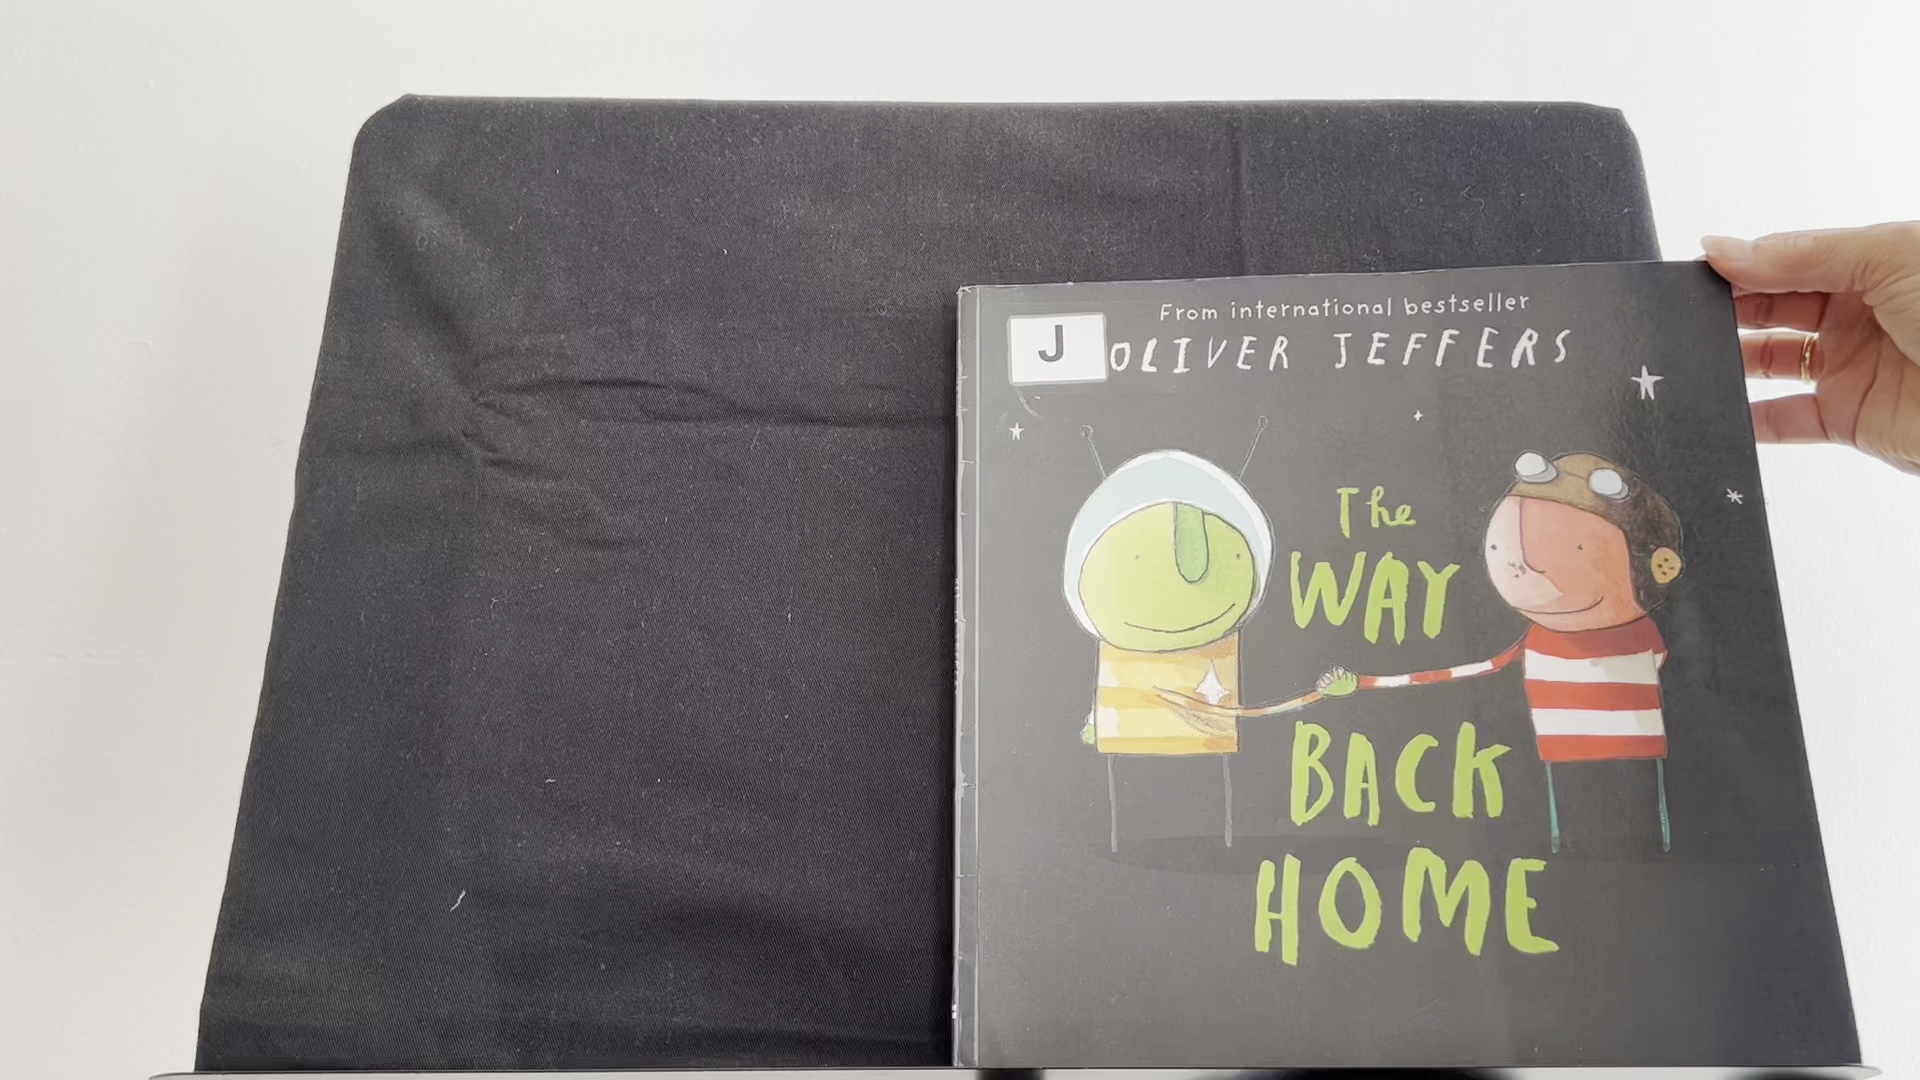 From international bestseller
J
OLIVER JEFFERS
The
WAY
BACK
HOME